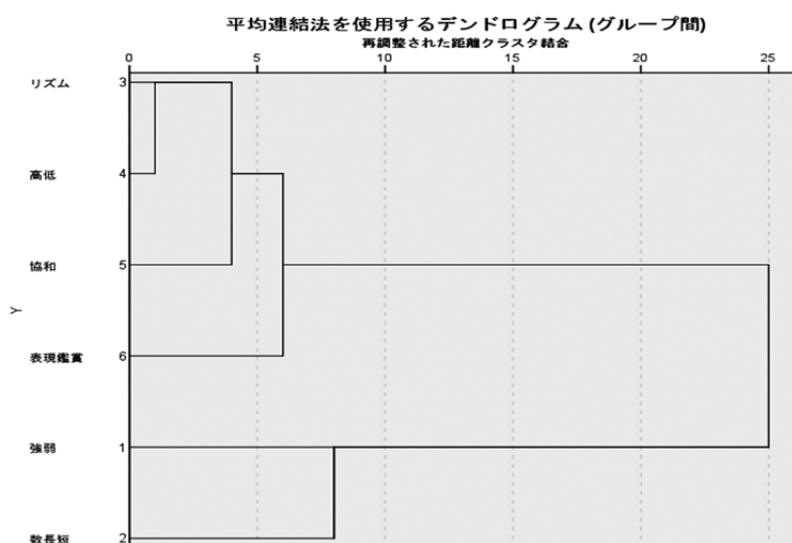 平均連結法を使用するデンドログラム (グループ間)
再調整された距離クラスタ結合
0 5 10 15 20 25
リズム 3
高低 4
協和 5
Y
表現鑑賞 6
強弱 1
数長短 2